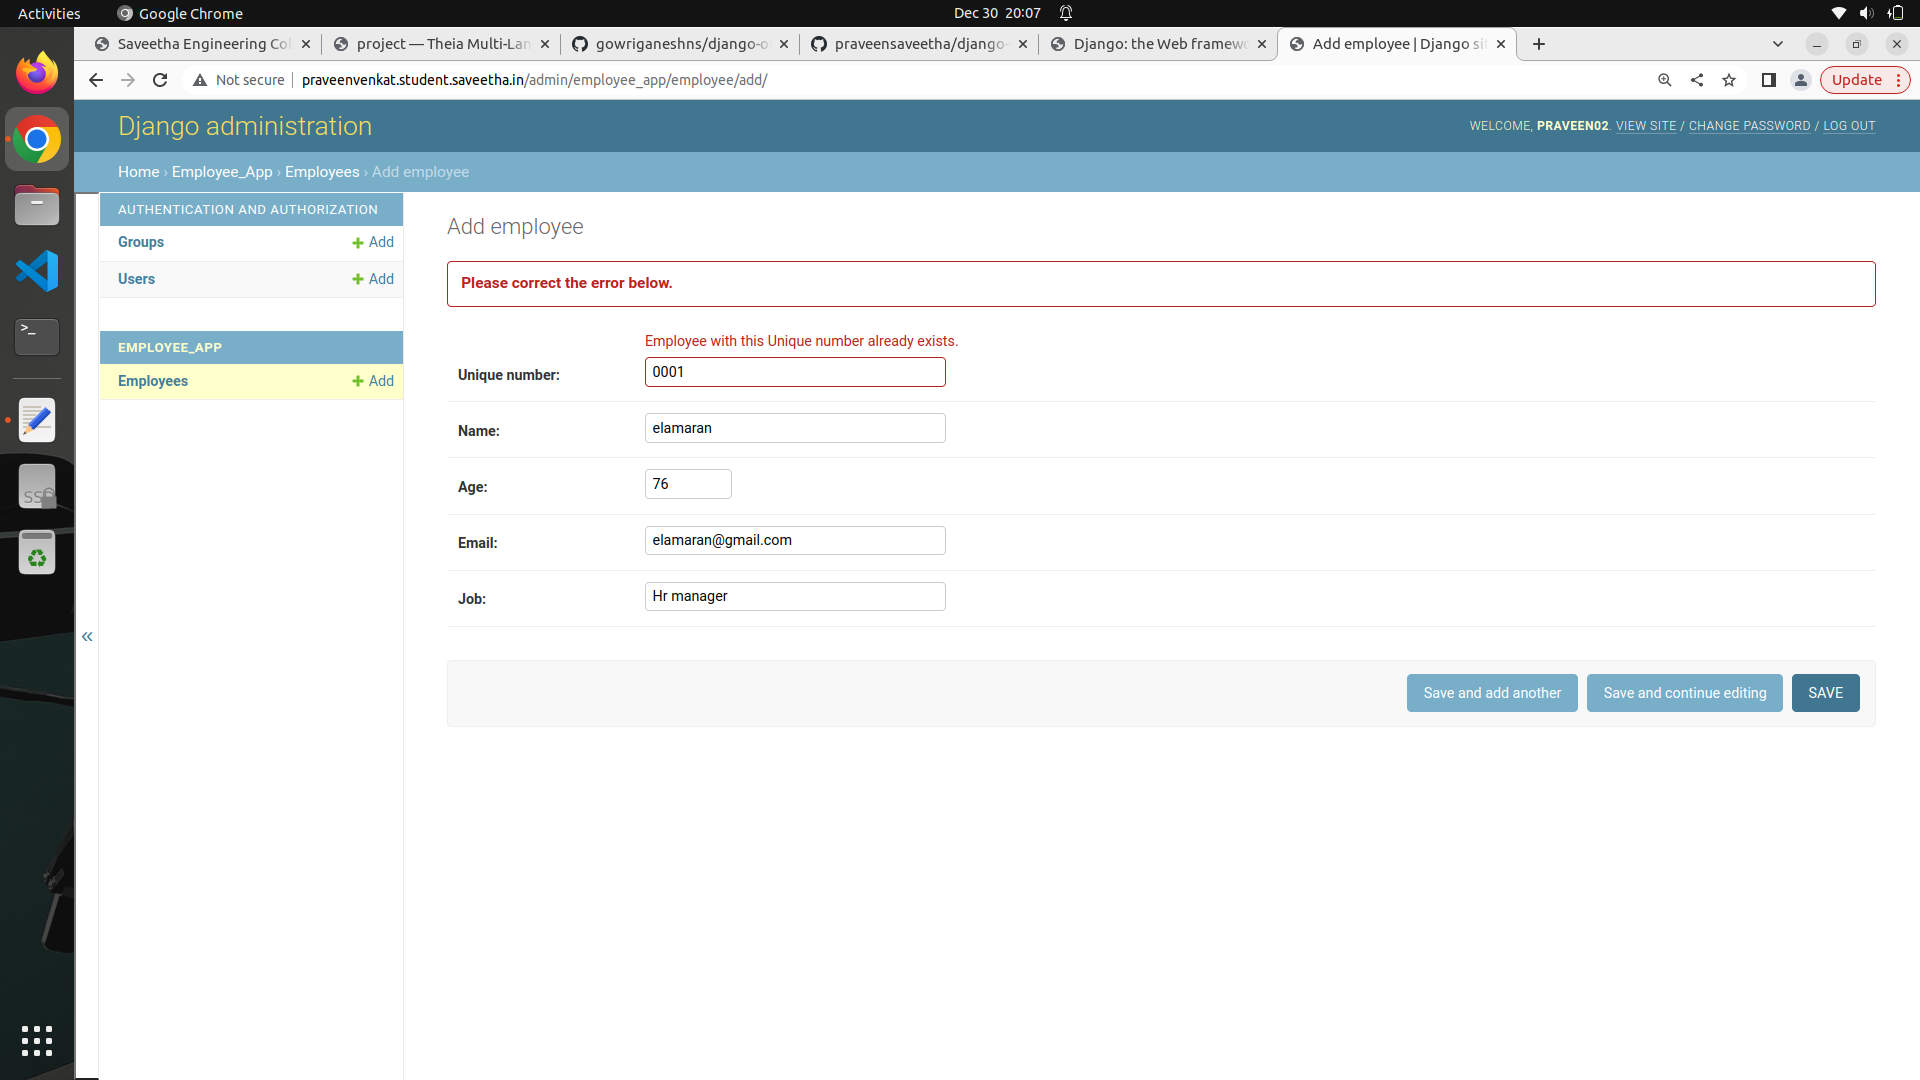 Activities Google Chrome Dec 30 20:07
Saveetha Engineering Co project — Theia Multi-Lan gowriganeshns/django-o praveensaveetha/django- Django: the Web framewo Add employee | Django si
Not secure praveenvenkat.student.saveetha.in/admin/employee_app/employee/add/ Update
Django administration WELCOME, PRAVEEN02. VIEW SITE / CHANGE PASSWORD / LOG OUT
Home › Employee_App › Employees › Add employee
AUTHENTICATION AND AUTHORIZATION
Groups + Add
Users + Add
EMPLOYEE_APP
Employees + Add
«
Add employee
Please correct the error below.
Employee with this Unique number already exists.
Unique number: 0001
Name: elamaran
Age: 76
Email: elamaran@gmail.com
Job: Hr manager
Save and add another Save and continue editing SAVE
>_
SS